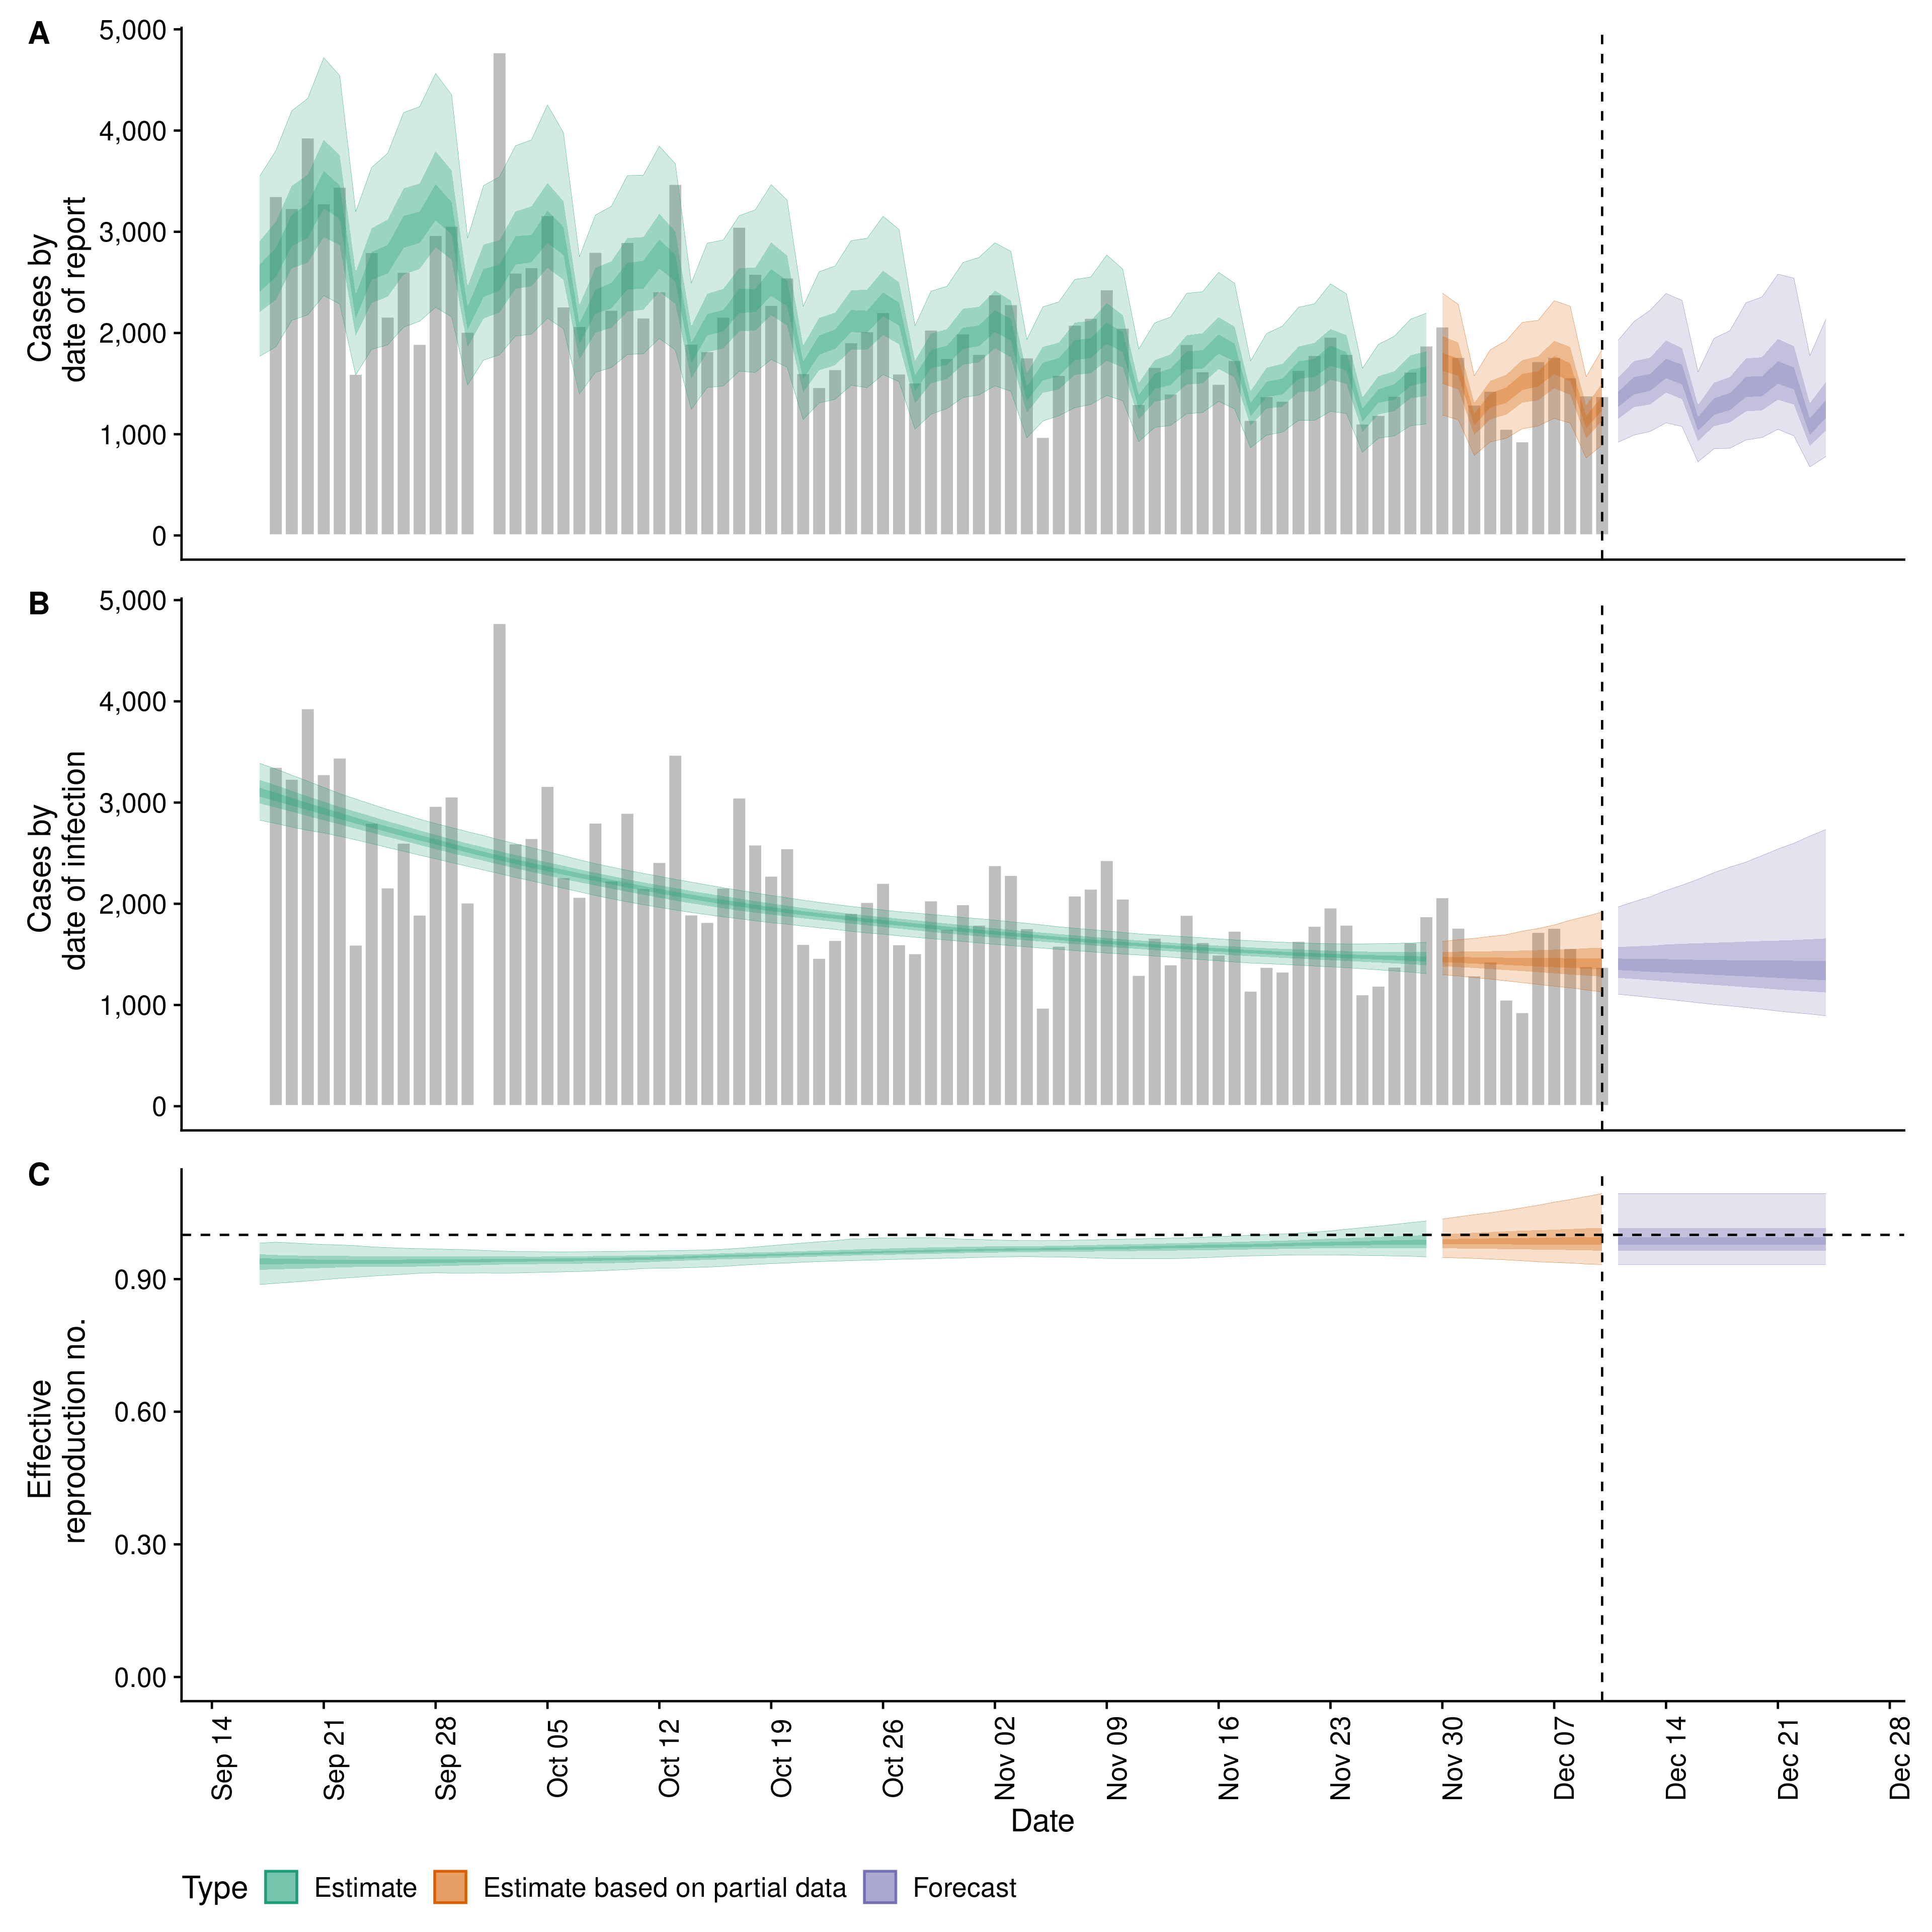 A
5,000
4,000
3,000
2,000
1,000
0
Cases by
date of report
B
5,000
4,000
3,000
2,000
1,000
0
Cases by
date of infection
C
0.90
0.60
0.30
0.00
Effective
reproduction no.
Sep 14
Sep 21
Sep 28
Oct 05
Oct 12
Oct 19
Oct 26
Nov 02
Nov 09
Nov 16
Nov 23
Nov 30
Dec 07
Dec 14
Dec 21
Dec 28
Date
Type Estimate Estimate based on partial data Forecast